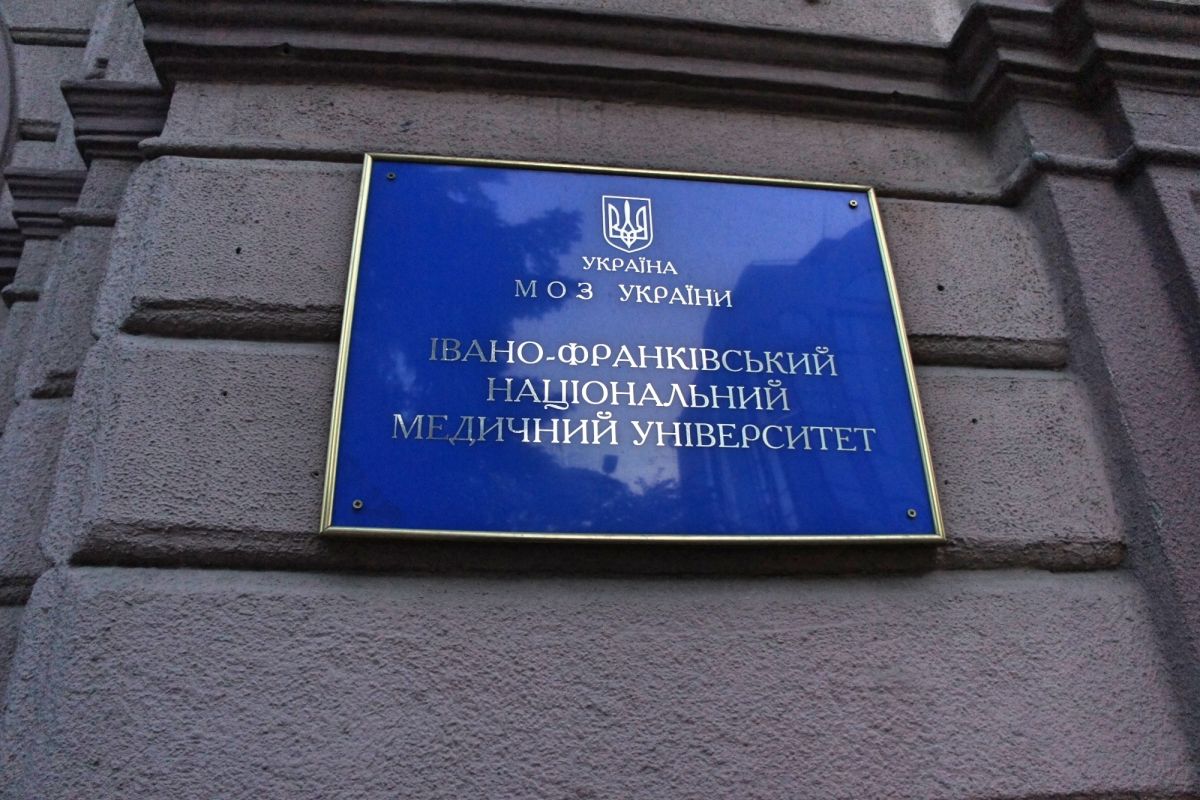 УКРАЇНА
МОЗ УКРАЇНИ
ІВАНО-ФРАНКІВСЬКИЙ
НАЦІОНАЛЬНИЙ
МЕДИЧНИЙ УНІВЕРСИТЕТ